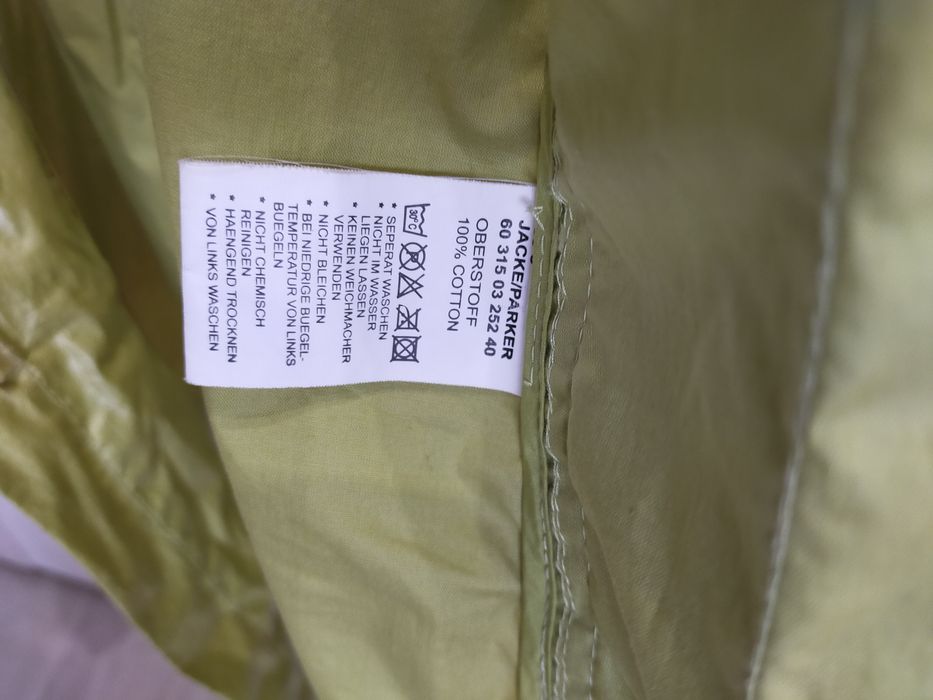 JACKE/PARKER
60 315 03 252 40
OBERSTOFF
100% COTTON
30°C
* SEPERAT WASCHEN
* NICHT IM WASSER
LIEGEN LASSEN
* KEINEN WEICHMACHER
VERWENDEN
* NICHT BLEICHEN
* BEI NIEDRIGE BUEGEL-
TEMPERATUR VON LINKS
BUEGELN
* NICHT CHEMISCH
REINIGEN
* HAENGEND TROCKNEN
* VON LINKS WASCHEN